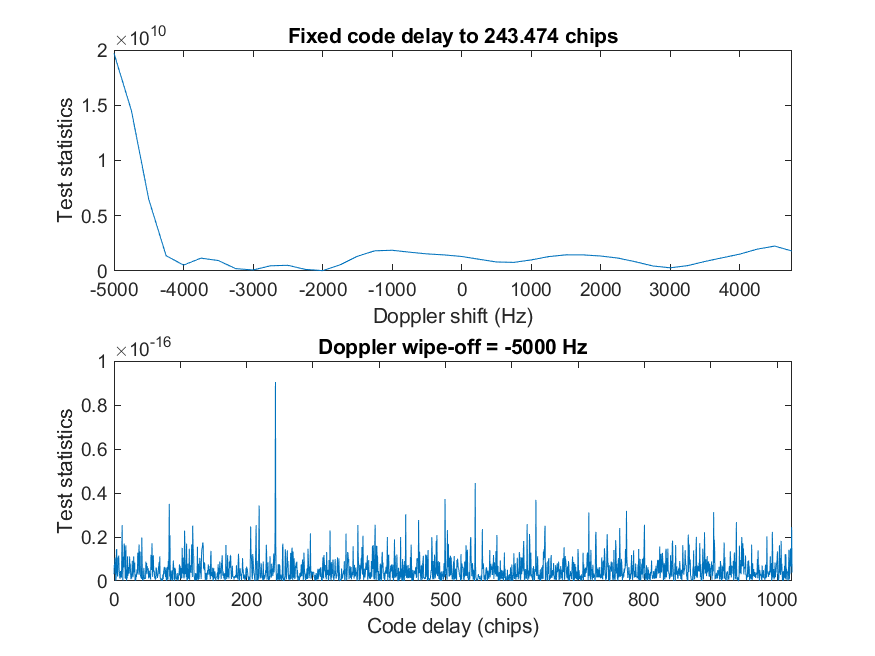 Fixed code delay to 243.474 chips
×10^10
2
1.5
1
0.5
0
Test statistics
-5000 -4000 -3000 -2000 -1000 0 1000 2000 3000 4000
Doppler shift (Hz)
Doppler wipe-off = -5000 Hz
×10^-16
1
0.8
0.6
0.4
0.2
0
Test statistics
0 100 200 300 400 500 600 700 800 900 1000
Code delay (chips)